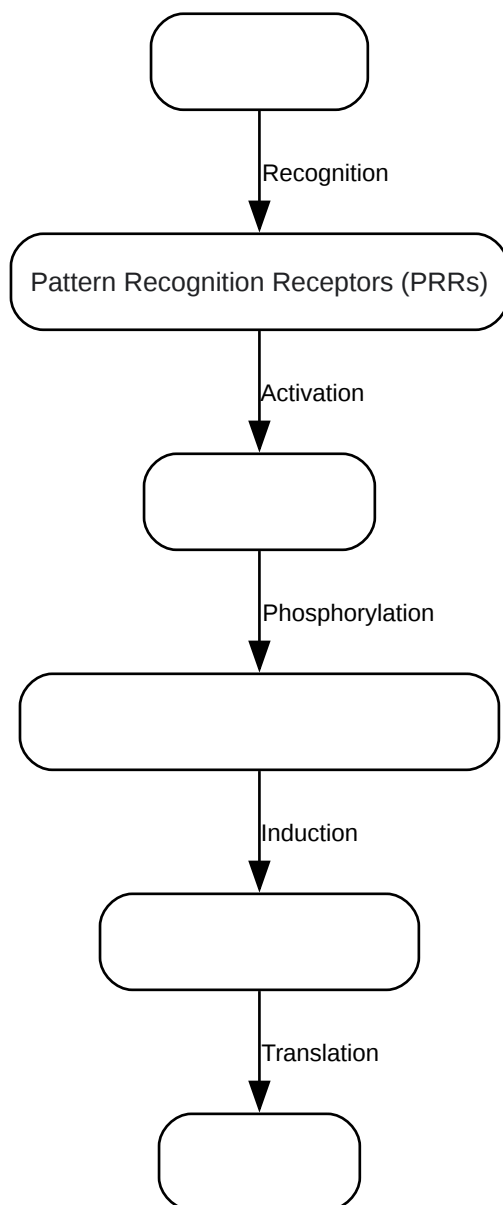 Recognition
Pattern Recognition Receptors (PRRs)
Activation
Phosphorylation
Induction
Translation